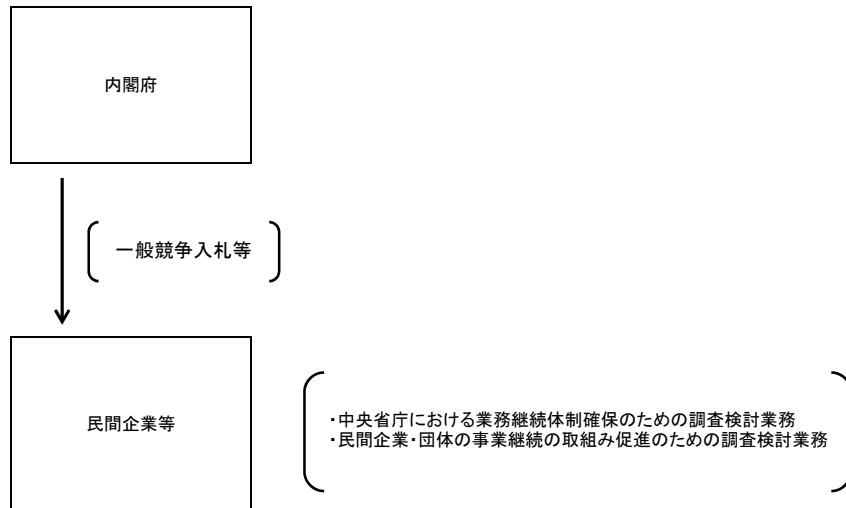 内閣府
一般競争入札等
民間企業等
・中央省庁における業務継続体制確保のための調査検討業務
・民間企業・団体の事業継続の取組み促進のための調査検討業務